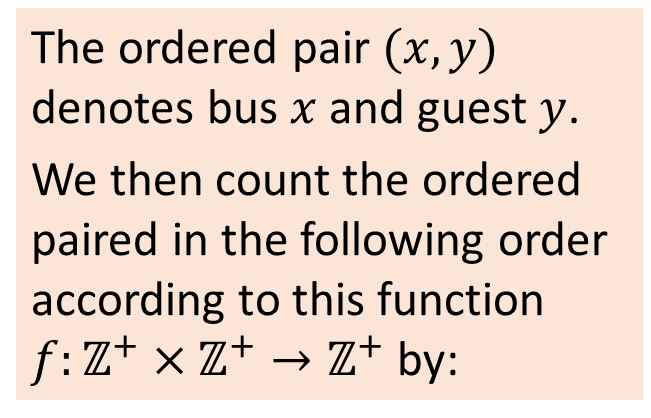 The ordered pair (𝑥, 𝑦)
denotes bus 𝑥 and guest 𝑦.
We then count the ordered
paired in the following order
according to this function
𝑓: ℤ⁺ × ℤ⁺ → ℤ⁺ by: